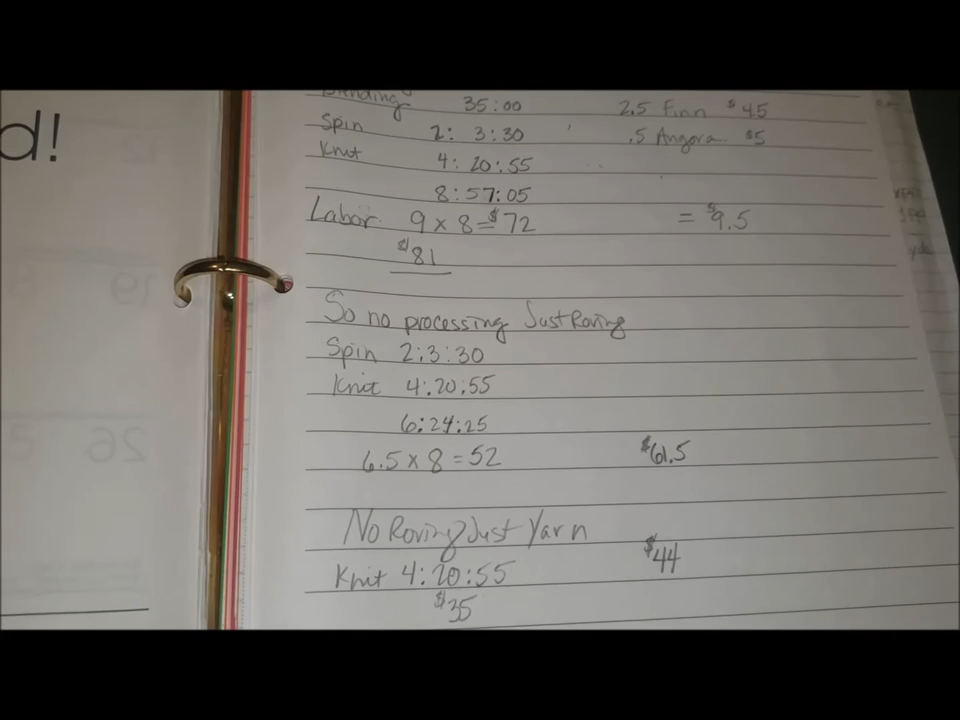 d!
Blending 35:00 2.5 Finn $4.5
Spin 2: 3:30 .5 Angora $5
Knit 4: 20:55
8:57:05
Labor 9 x 8 = $72 = $9.5
$81
So no processing Just Roving
Spin 2:3:30
Knit 4:20:55
6:24:25
6.5 x 8 = 52 $61.5
No Roving Just Yarn
Knit 4:20:55 $44
$35
19
26